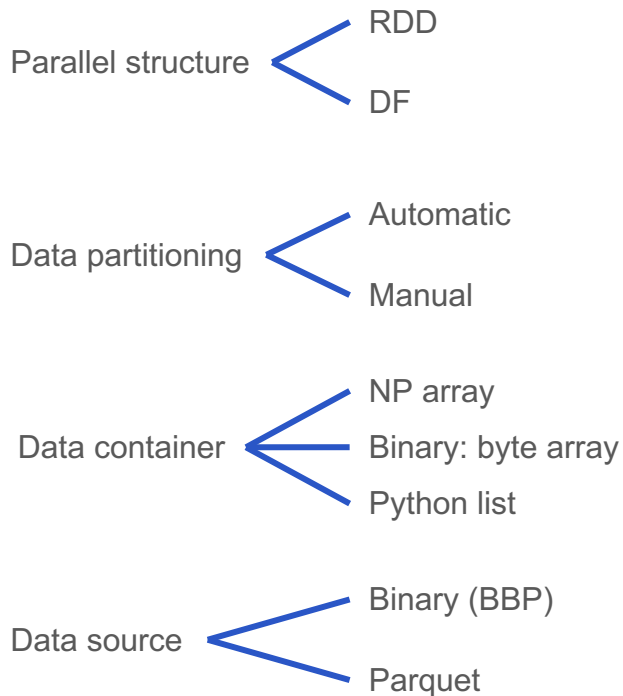 Parallel structure
RDD
DF
Data partitioning
Automatic
Manual
Data container
NP array
Binary: byte array
Python list
Data source
Binary (BBP)
Parquet